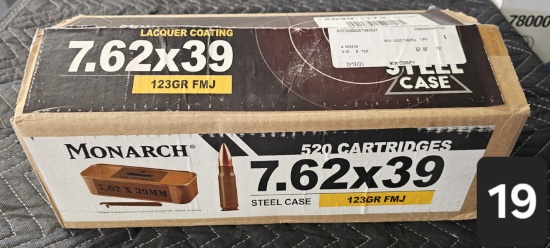 LACQUER COATING
7.62x39
123GR FMJ
STEEL
CASE
78000
MONARCH®
7.62 X 39MM
520 CARTRIDGES
7.62x39
STEEL CASE
123GR FMJ
19